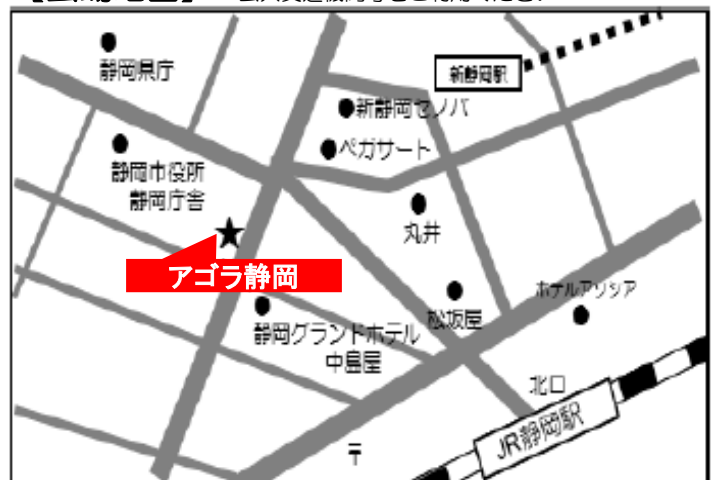 静岡県庁
新静岡駅
●新静岡セノバ
●ペガサート
静岡市役所
静岡庁舎
丸井
アゴラ静岡
ホテルアソシア
松坂屋
静岡グランドホテル
中島屋
北口
JR静岡駅
〒